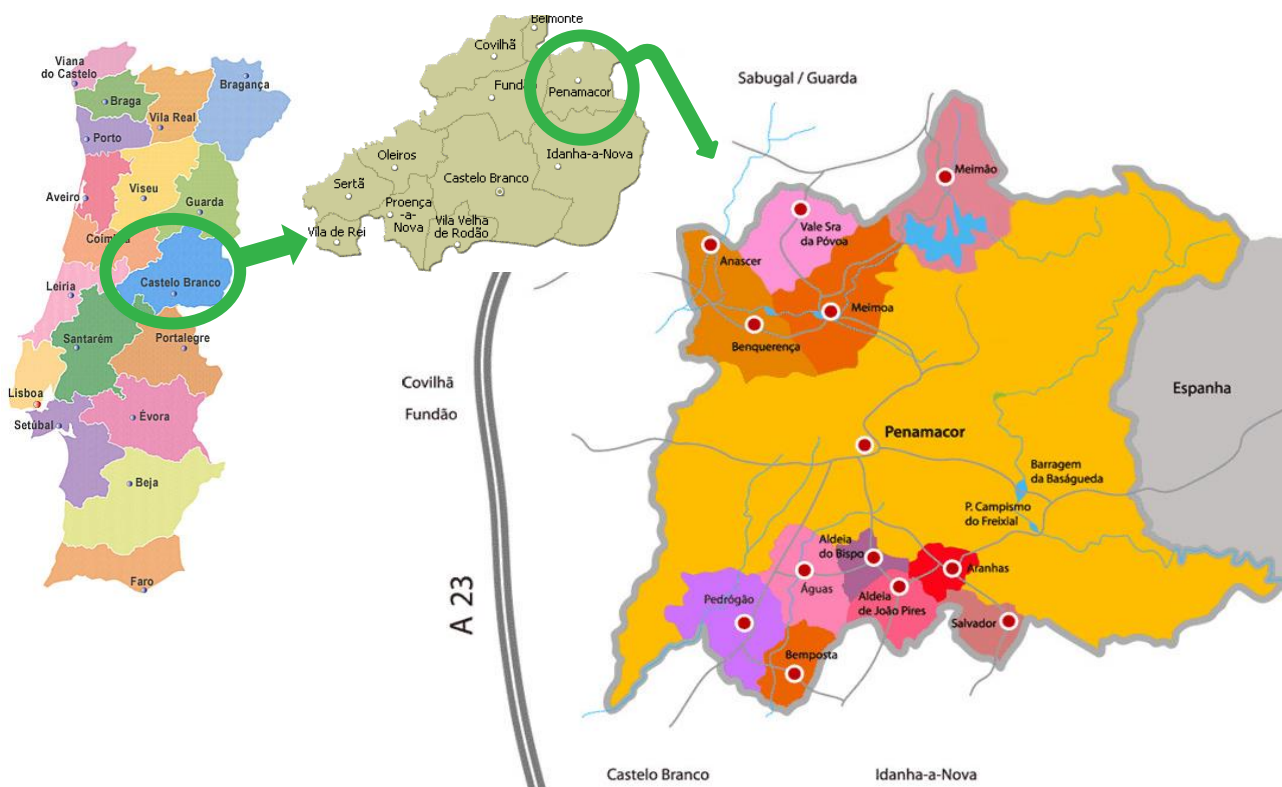 Viana
do Castelo
Bragança
Braga
Vila Real
Porto
Aveiro
Viseu
Guarda
Coimbra
Castelo Branco
Leiria
Santarém
Portalegre
Lisboa
Setúbal
Évora
Beja
Faro
Belmonte
Covilhã
Fundão
Penamacor
Idanha-a-Nova
Oleiros
Castelo Branco
Sertã
Proença
-a-
Nova
Vila Velha
de Rodão
Vila de Rei
Sabugal / Guarda
Meimão
Vale Sra
da Póvoa
Anascer
Meimoa
Benquerença
Covilhã
Fundão
Espanha
Penamacor
Barragem
da Baságueda
P. Campismo
do Freixial
Aldeia
do Bispo
Aranhas
Águas
Aldeia
de João Pires
Pedrógão
Salvador
Bemposta
A 23
Castelo Branco
Idanha-a-Nova